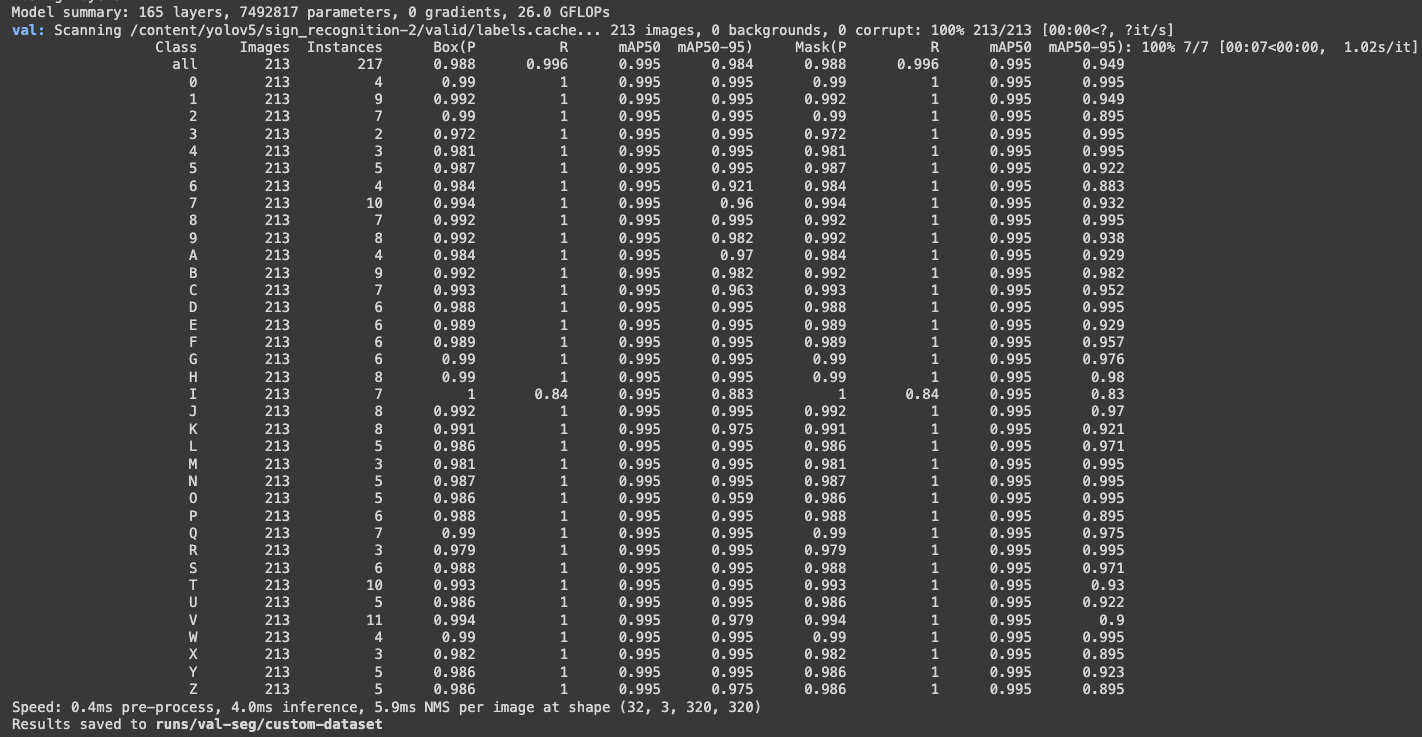 Model summary: 165 layers, 7492817 parameters, 0 gradients, 26.0 GFLOPs
val: Scanning /content/yolov5/sign_recognition-2/valid/labels.cache... 213 images, 0 backgrounds, 0 corrupt: 100% 213/213 [00:00<?, ?it/s]
Class Images Instances Box(P R mAP50 mAP50-95) Mask(P R mAP50 mAP50-95): 100% 7/7 [00:07<00:00, 1.02s/it]
all 213 217 0.988 0.996 0.995 0.984 0.988 0.996 0.995 0.949
0 213 4 0.99 1 0.995 0.995 0.99 1 0.995 0.995
1 213 9 0.992 1 0.995 0.995 0.992 1 0.995 0.949
2 213 7 0.99 1 0.995 0.995 0.99 1 0.995 0.895
3 213 2 0.972 1 0.995 0.995 0.972 1 0.995 0.995
4 213 3 0.981 1 0.995 0.995 0.981 1 0.995 0.995
5 213 5 0.987 1 0.995 0.995 0.987 1 0.995 0.922
6 213 4 0.984 1 0.995 0.921 0.984 1 0.995 0.883
7 213 10 0.994 1 0.995 0.96 0.994 1 0.995 0.932
8 213 7 0.992 1 0.995 0.995 0.992 1 0.995 0.995
9 213 8 0.992 1 0.995 0.982 0.992 1 0.995 0.938
A 213 4 0.984 1 0.995 0.97 0.984 1 0.995 0.929
B 213 9 0.992 1 0.995 0.982 0.992 1 0.995 0.982
C 213 7 0.993 1 0.995 0.963 0.993 1 0.995 0.952
D 213 6 0.988 1 0.995 0.995 0.988 1 0.995 0.995
E 213 6 0.989 1 0.995 0.995 0.989 1 0.995 0.929
F 213 6 0.989 1 0.995 0.995 0.989 1 0.995 0.957
G 213 6 0.99 1 0.995 0.995 0.99 1 0.995 0.976
H 213 8 0.99 1 0.995 0.995 0.99 1 0.995 0.98
I 213 7 1 0.84 0.995 0.883 1 0.84 0.995 0.83
J 213 8 0.992 1 0.995 0.995 0.992 1 0.995 0.97
K 213 8 0.991 1 0.995 0.975 0.991 1 0.995 0.921
L 213 5 0.986 1 0.995 0.995 0.986 1 0.995 0.971
M 213 3 0.981 1 0.995 0.995 0.981 1 0.995 0.995
N 213 5 0.987 1 0.995 0.995 0.987 1 0.995 0.995
O 213 5 0.986 1 0.995 0.959 0.986 1 0.995 0.995
P 213 6 0.988 1 0.995 0.995 0.988 1 0.995 0.895
Q 213 7 0.99 1 0.995 0.995 0.99 1 0.995 0.975
R 213 3 0.979 1 0.995 0.995 0.979 1 0.995 0.995
S 213 6 0.988 1 0.995 0.995 0.988 1 0.995 0.971
T 213 10 0.993 1 0.995 0.995 0.993 1 0.995 0.93
U 213 5 0.986 1 0.995 0.995 0.986 1 0.995 0.922
V 213 11 0.994 1 0.995 0.979 0.994 1 0.995 0.9
W 213 4 0.99 1 0.995 0.995 0.99 1 0.995 0.995
X 213 3 0.982 1 0.995 0.995 0.982 1 0.995 0.895
Y 213 5 0.986 1 0.995 0.995 0.986 1 0.995 0.923
Z 213 5 0.986 1 0.995 0.975 0.986 1 0.995 0.895
Speed: 0.4ms pre-process, 4.0ms inference, 5.9ms NMS per image at shape (32, 3, 320, 320)
Results saved to runs/val-seg/custom-dataset